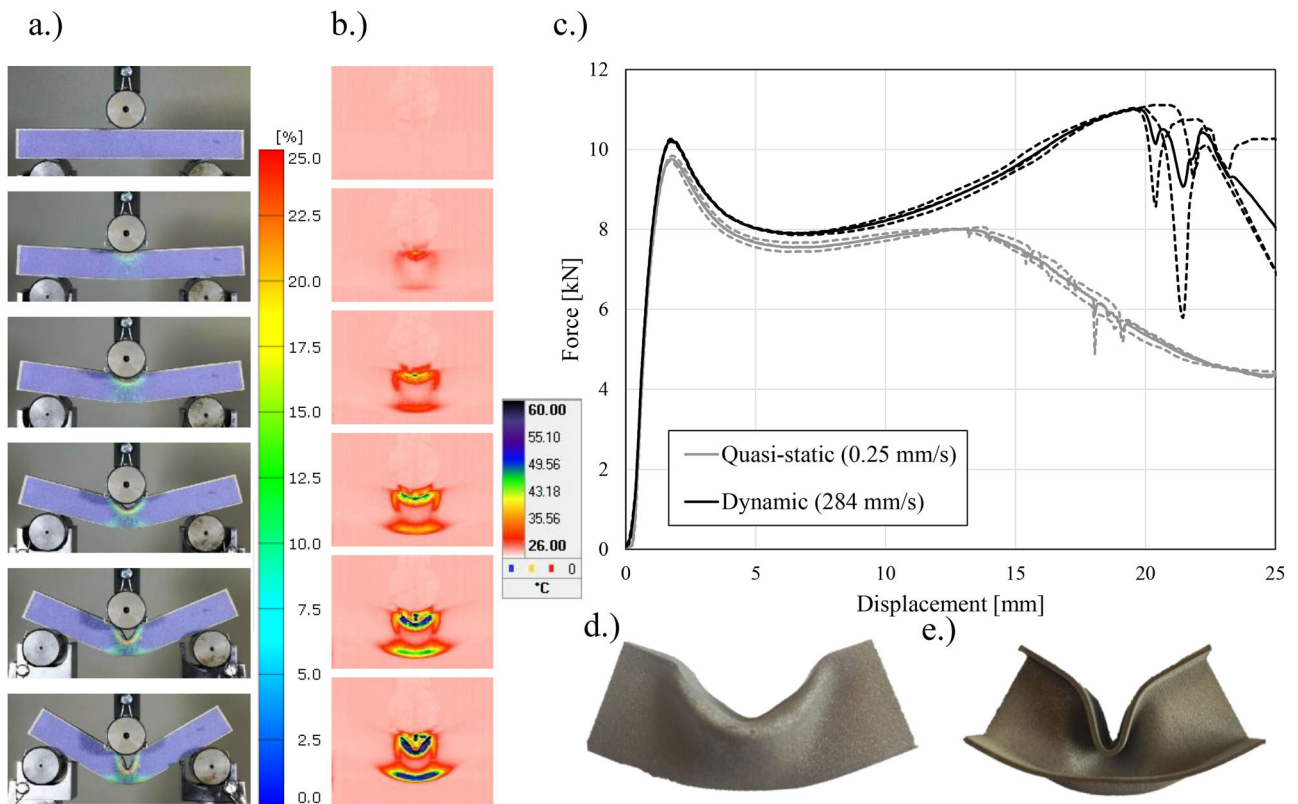 a.)
b.)
c.)
[%]
25.0
22.5
20.0
17.5
15.0
12.5
10.0
7.5
5.0
2.5
0.0
60.00
55.10
49.56
43.18
35.56
26.00
0
°C
12
10
8
6
4
2
0
Force [kN]
Quasi-static (0.25 mm/s)
Dynamic (284 mm/s)
0 5 10 15 20 25
Displacement [mm]
d.)
e.)